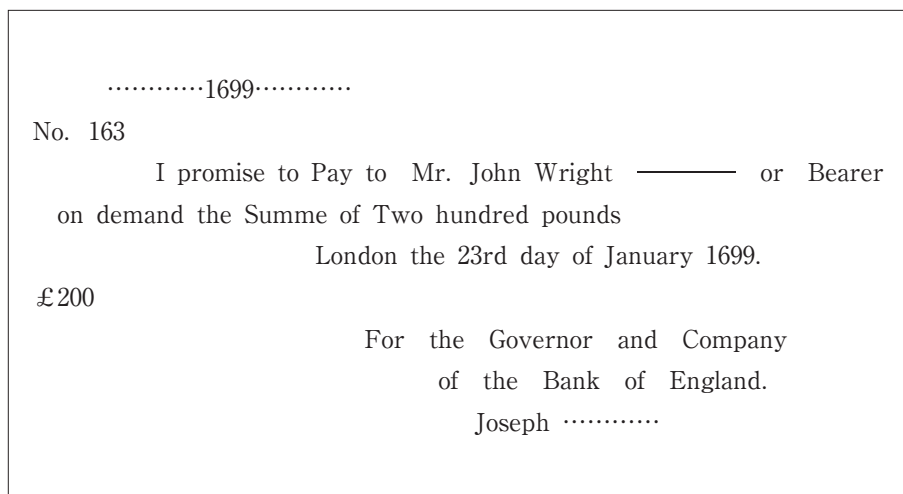 …………1699…………
No. 163
I promise to Pay to Mr. John Wright ——— or Bearer
on demand the Summe of Two hundred pounds
London the 23rd day of January 1699.
£200
For the Governor and Company
of the Bank of England.
Joseph …………